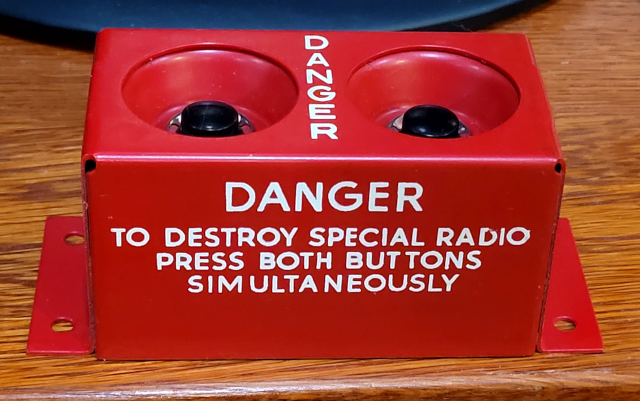 DANGER
DANGER
TO DESTROY SPECIAL RADIO
PRESS BOTH BUTTONS
SIMULTANEOUSLY